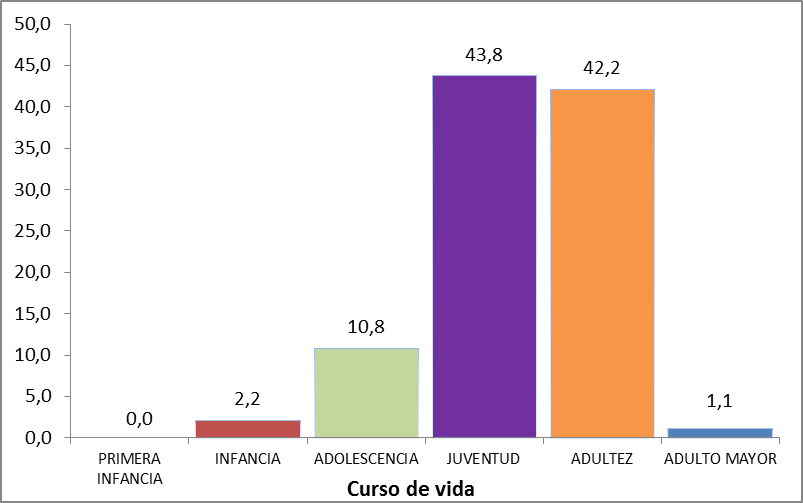 50,0
45,0
40,0
35,0
30,0
25,0
20,0
15,0
10,0
5,0
0,0
0,0
2,2
10,8
43,8
42,2
1,1
PRIMERA
INFANCIA
INFANCIA
ADOLESCENCIA
JUVENTUD
ADULTEZ
ADULTO MAYOR
Curso de vida